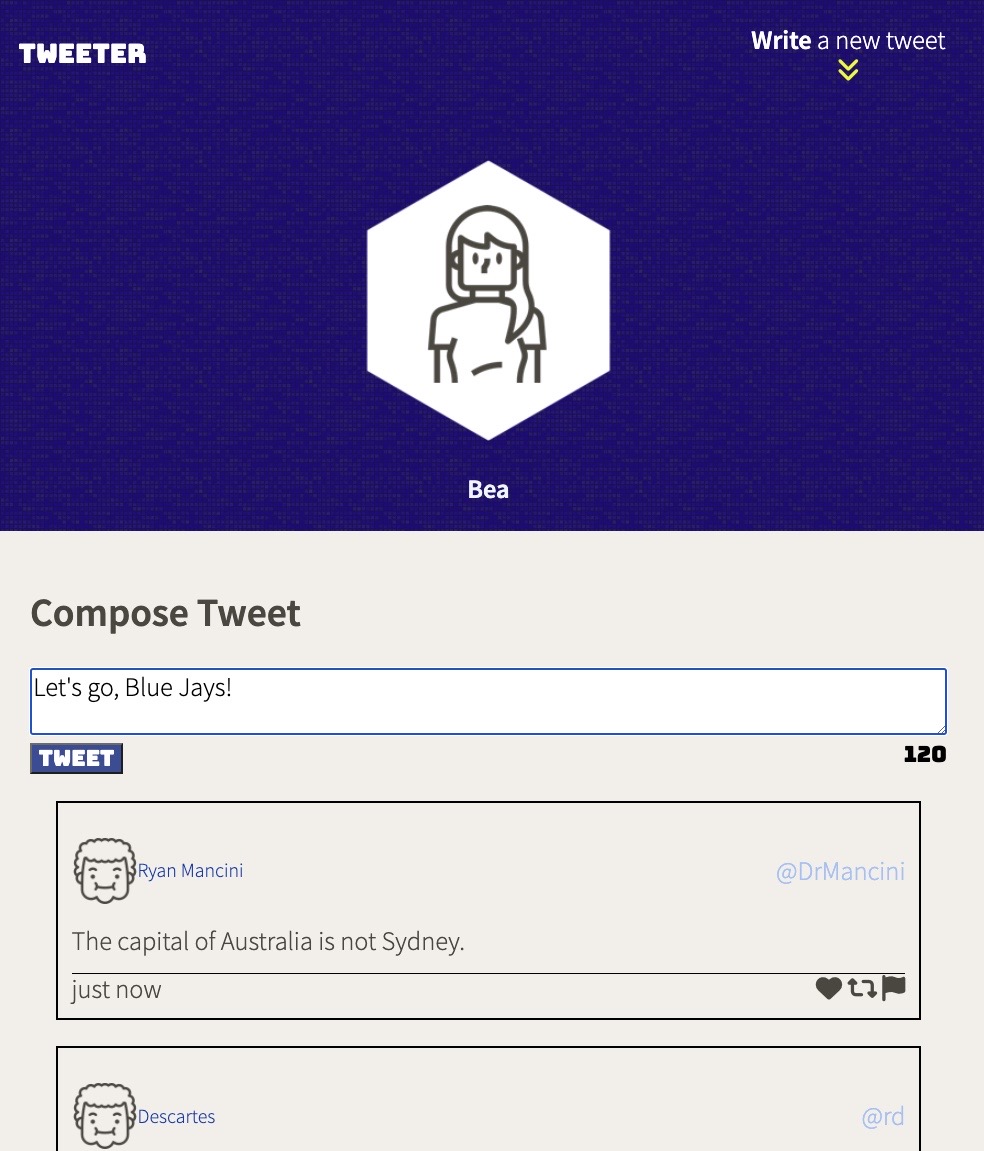 TWEETER
Write a new tweet
Bea
Compose Tweet
Let's go, Blue Jays!
TWEET
120
Ryan Mancini
@DrMancini
The capital of Australia is not Sydney.
just now
Descartes
@rd